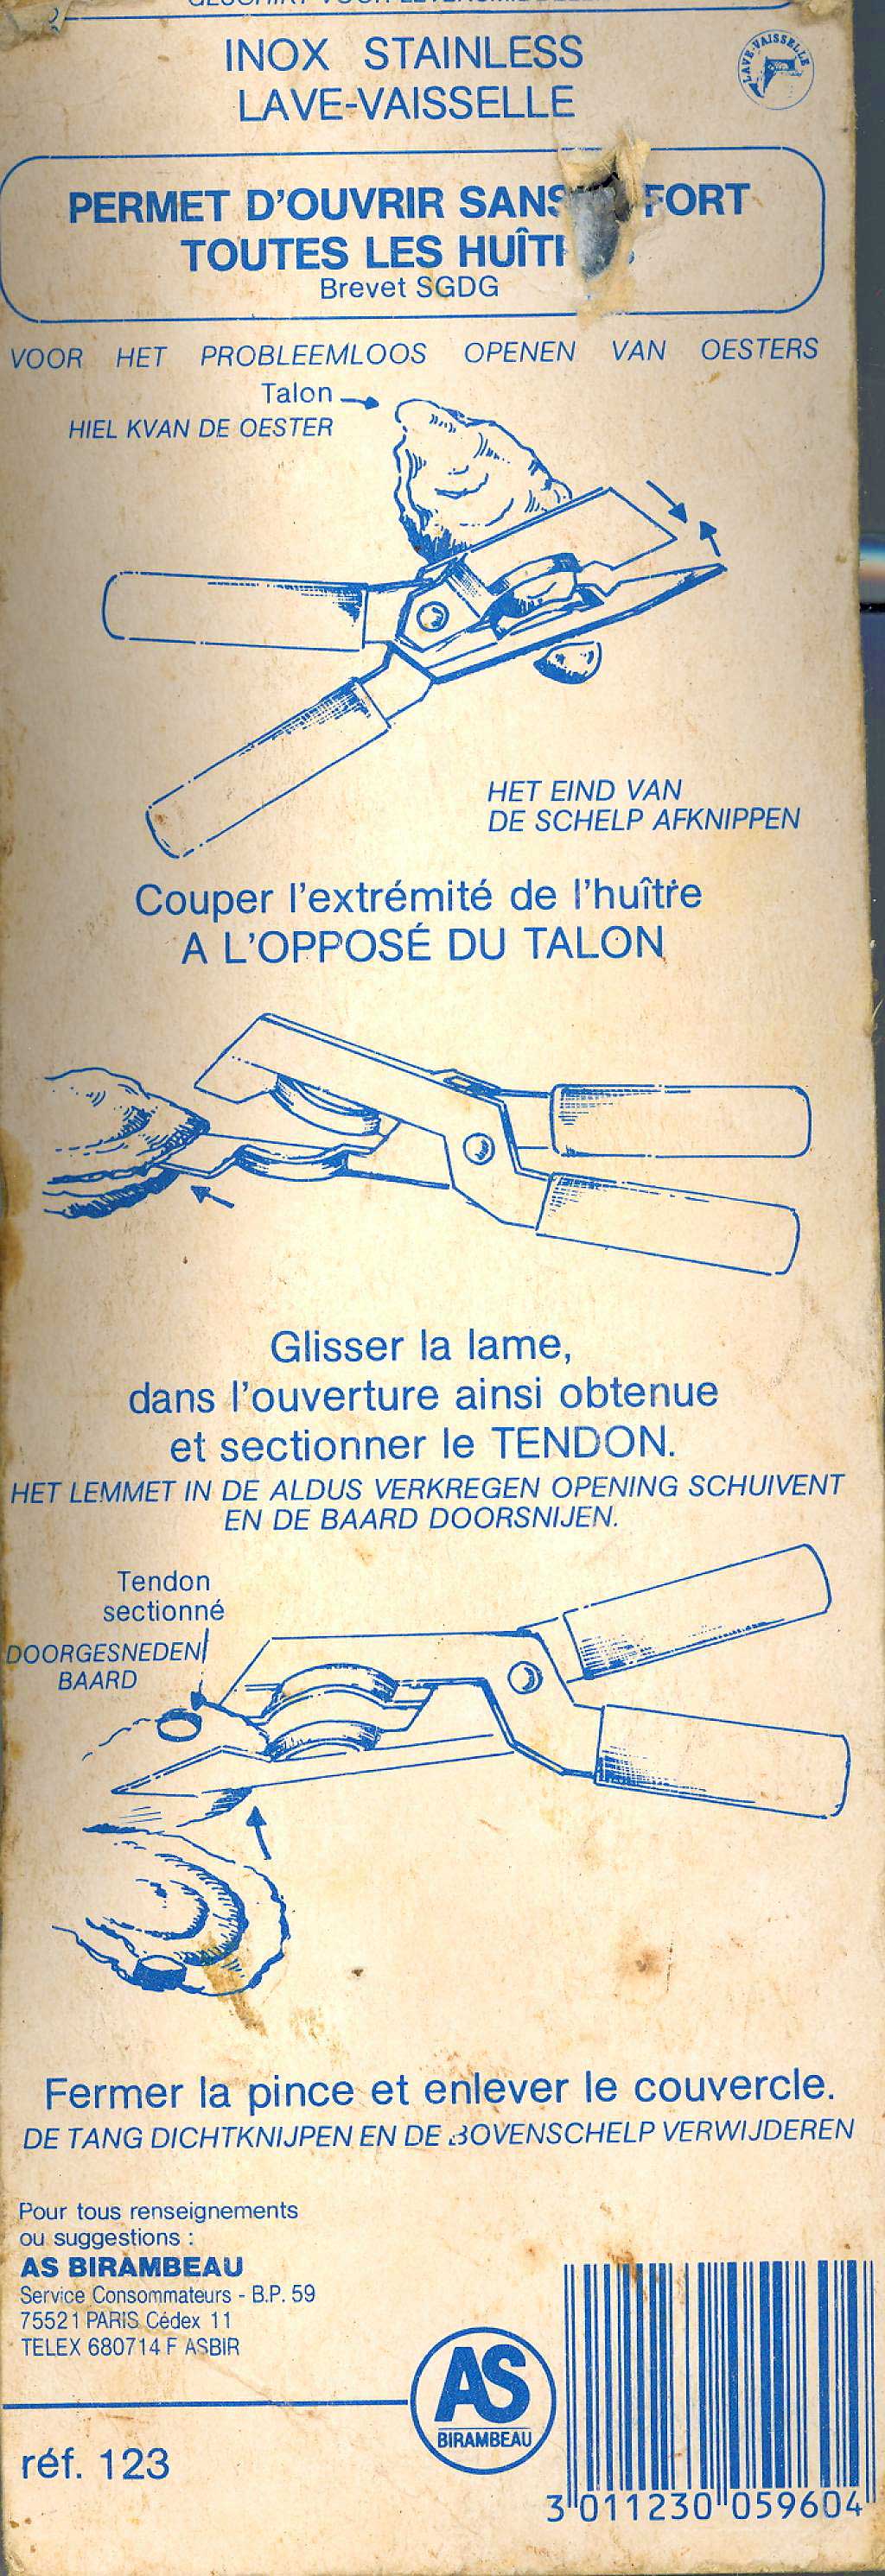 INOX STAINLESS
LAVE-VAISSELLE
LAVE-VAISSELLE
PERMET D'OUVRIR SANS FORT
TOUTES LES HUÎT
Brevet SGDG
VOOR HET PROBLEEMLOOS OPENEN VAN OESTERS
Talon
HIEL KVAN DE OESTER
HET EIND VAN
DE SCHELP AFKNIPPEN
Couper l'extrémité de l'huître
A L'OPPOSÉ DU TALON
Glisser la lame,
dans l'ouverture ainsi obtenue
et sectionner le TENDON.
HET LEMMET IN DE ALDUS VERKREGEN OPENING SCHUIVENT
EN DE BAARD DOORSNIJEN.
Tendon
sectionné
DOORGESNEDEN
BAARD
Fermer la pince et enlever le couvercle.
DE TANG DICHTKNIJPEN EN DE BOVENSCHELP VERWIJDEREN
Pour tous renseignements
ou suggestions :
AS BIRAMBEAU
Service Consommateurs - B.P. 59
75521 PARIS Cédex 11
TELEX 680714 F ASBIR
AS
BIRAMBEAU
réf. 123
3 011230 059604